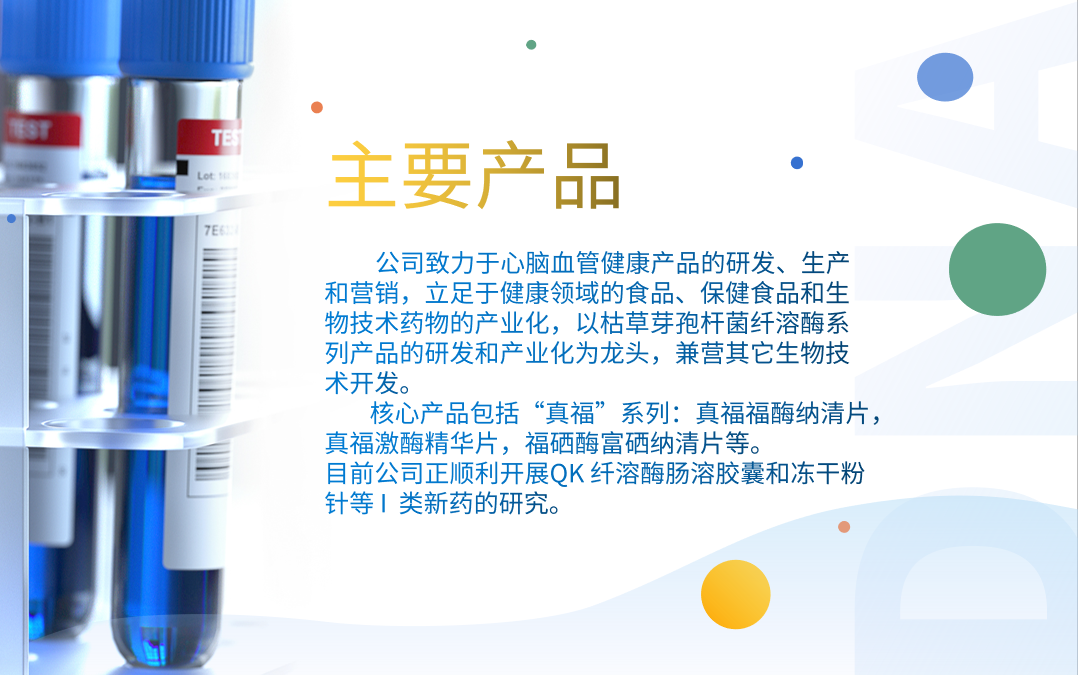 TEST
TES
Lot:
7E6
主要产品
公司致力于心脑血管健康产品的研发、生产
和营销，立足于健康领域的食品、保健食品和生
物技术药物的产业化，以枯草芽孢杆菌纤溶酶系
列产品的研发和产业化为龙头，兼营其它生物技
术开发。
核心产品包括“真福”系列：真福福酶纳清片，
真福激酶精华片，福硒酶富硒纳清片等。
目前公司正顺利开展QK 纤溶酶肠溶胶囊和冻干粉
针等Ⅰ类新药的研究。
DNA